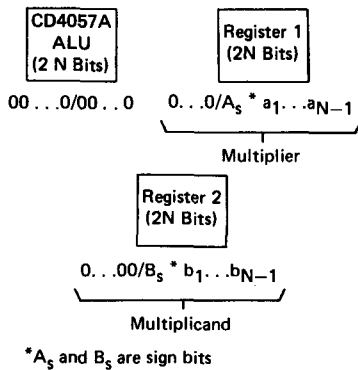 CD4057A
ALU
(2 N Bits)
Register 1
(2N Bits)
00 . . . 0/00 . . 0
0. . .0/As * a1. . .aN–1
Multiplier
Register 2
(2N Bits)
0. . .00/Bs * b1. . .bN–1
Multiplicand
*As and Bs are sign bits